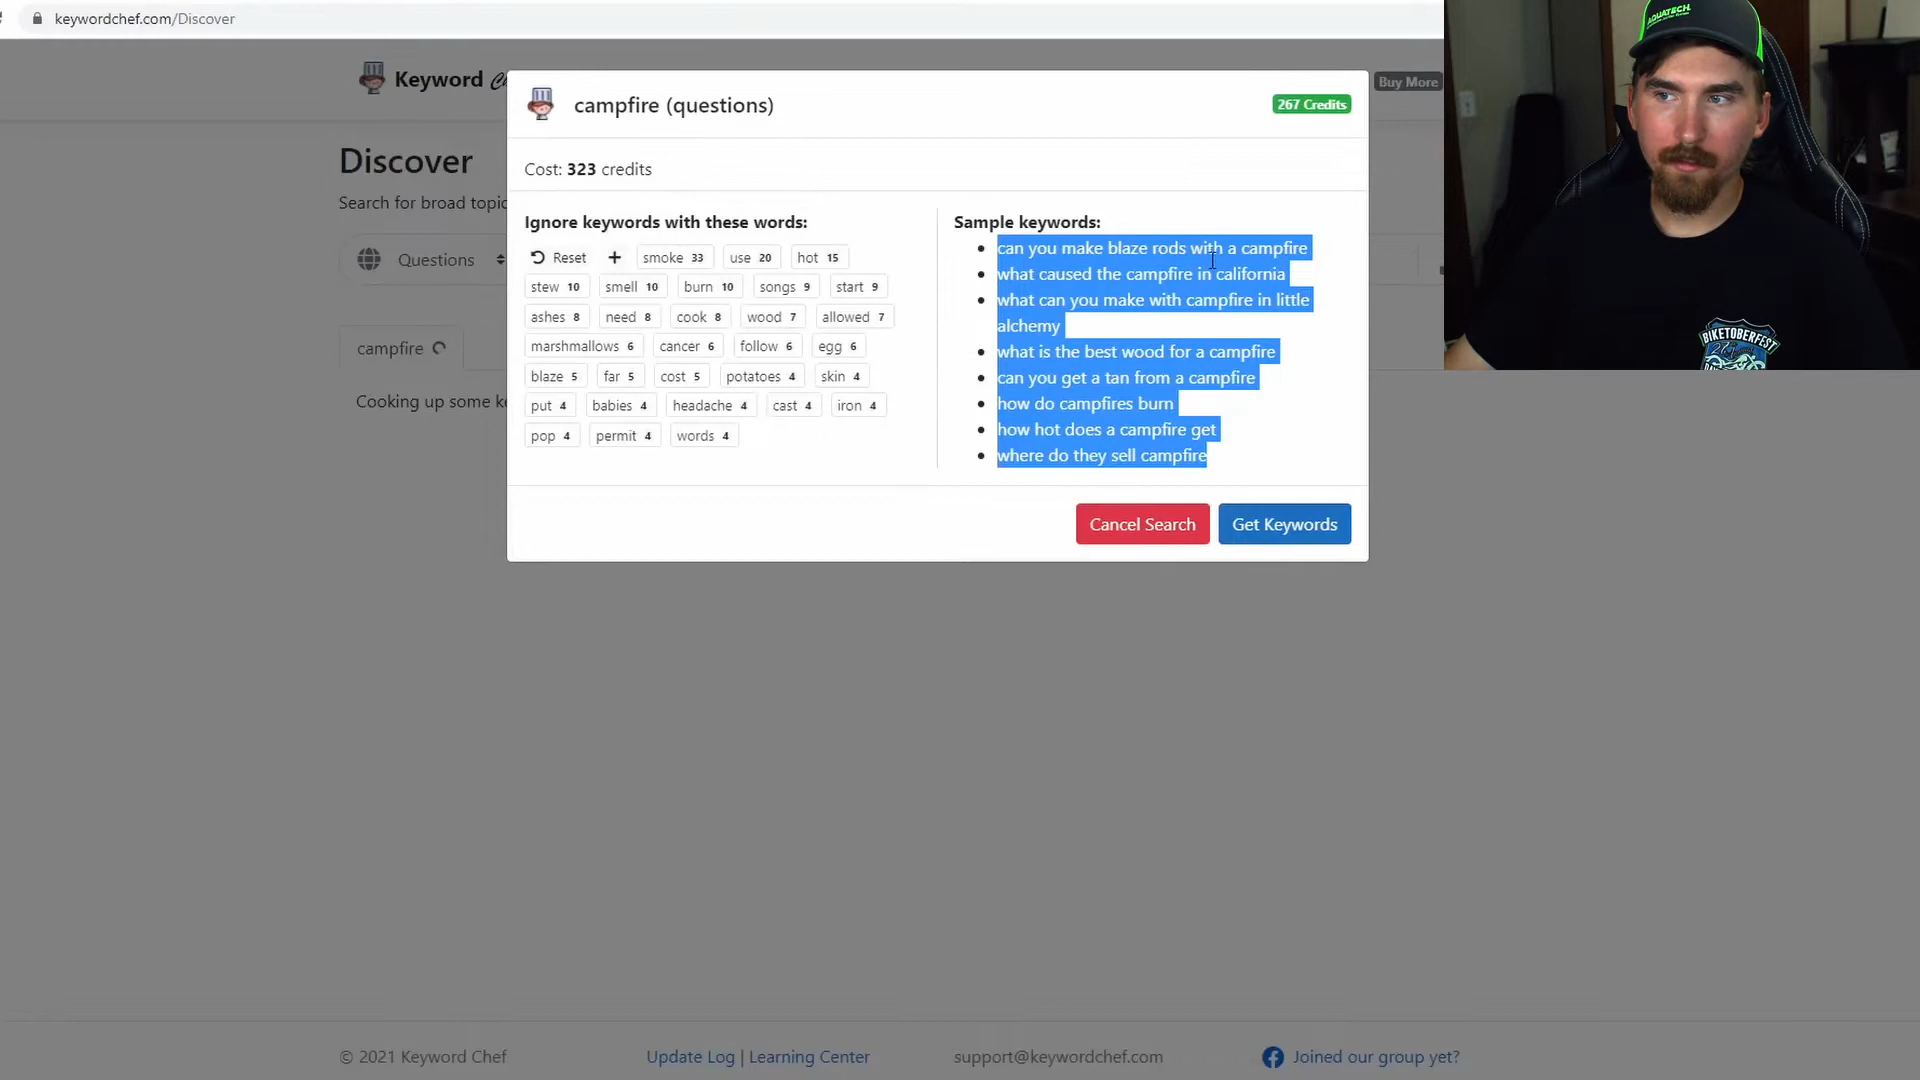 keywordchef.com/Discover
Keyword
Buy More
campfire (questions)
267 Credits
Discover
Cost: 323 credits
Search for broad topic
Ignore keywords with these words:
Reset + smoke 33 use 20 hot 15
stew 10 smell 10 burn 10 songs 9 start 9
ashes 8 need 8 cook 8 wood 7 allowed 7
marshmallows 6 cancer 6 follow 6 egg 6
blaze 5 far 5 cost 5 potatoes 4 skin 4
put 4 babies 4 headache 4 cast 4 iron 4
pop 4 permit 4 words 4
Sample keywords:
can you make blaze rods with a campfire
what caused the campfire in california
what can you make with campfire in little
alchemy
what is the best wood for a campfire
can you get a tan from a campfire
how do campfires burn
how hot does a campfire get
where do they sell campfire
Questions
campfire
Cooking up some ke
Cancel Search
Get Keywords
AQUATECH
BIKETOBERFEST
© 2021 Keyword Chef
Update Log | Learning Center
support@keywordchef.com
Joined our group yet?